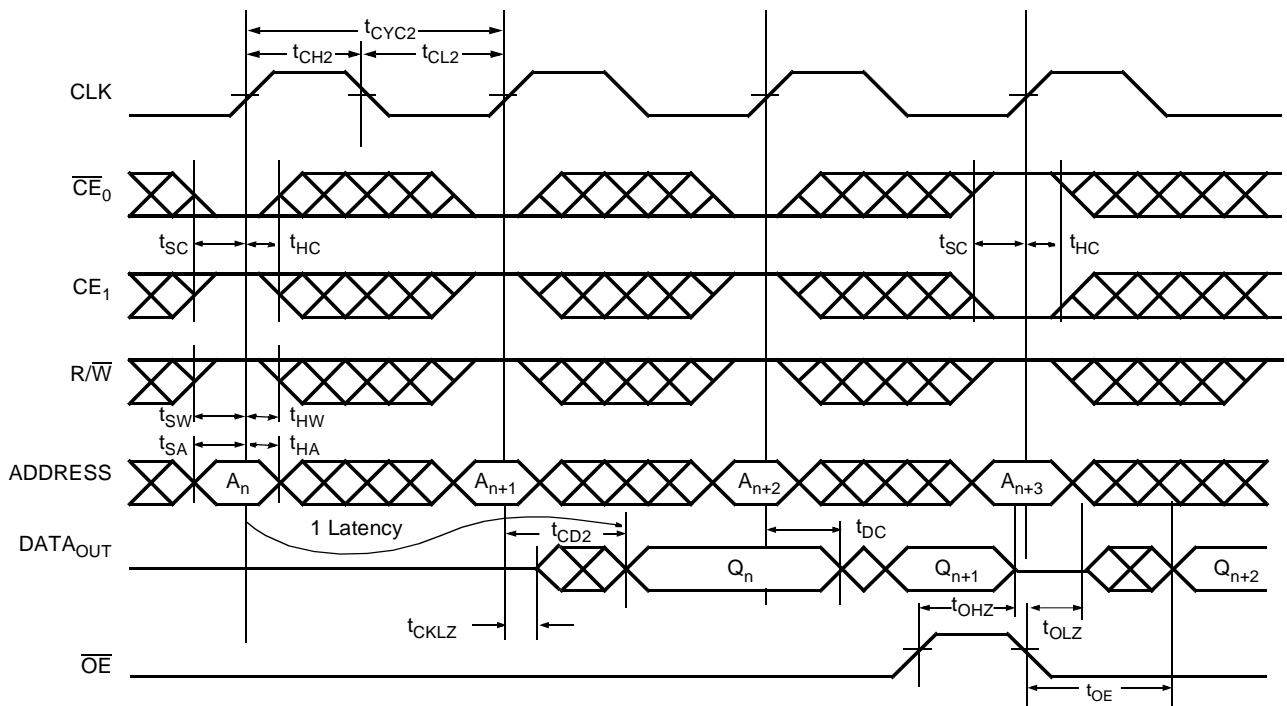 tCYC2
tCH2 tCL2
CLK
CE0
tSC tHC tSC tHC
CE1
R/W
tSW tHW
tSA tHA
ADDRESS An An+1 An+2 An+3
1 Latency tCD2 tDC
DATAOUT Qn Qn+1 Qn+2
tOHZ
tCKLZ tOLZ
OE
tOE